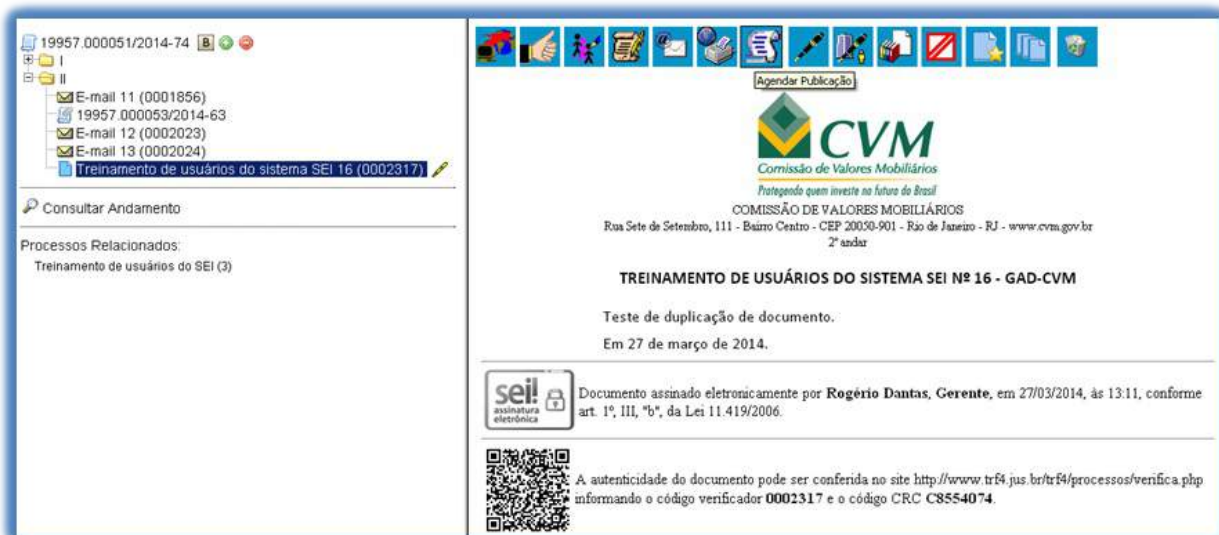 19957.000051/2014-74 B
I
II
E-mail 11 (0001856)
19957.000053/2014-63
E-mail 12 (0002023)
E-mail 13 (0002024)
Treinamento de usuários do sistema SEI 16 (0002317)
Consultar Andamento
Processos Relacionados:
Treinamento de usuários do SEI (3)
Agendar Publicação
CVM
Comissão de Valores Mobiliários
Protegendo quem investe no futuro do Brasil
COMISSÃO DE VALORES MOBILIÁRIOS
Rua Sete de Setembro, 111 - Bairro Centro - CEP 20050-901 - Rio de Janeiro - RJ - www.cvm.gov.br
2º andar
TREINAMENTO DE USUÁRIOS DO SISTEMA SEI Nº 16 - GAD-CVM
Teste de duplicação de documento.
Em 27 de março de 2014.
sei!
assinatura
eletrônica
Documento assinado eletronicamente por Rogério Dantas, Gerente, em 27/03/2014, às 13:11, conforme
art. 1º, III, "b", da Lei 11.419/2006.
A autenticidade do documento pode ser conferida no site http://www.trf4.jus.br/trf4/processos/verifica.php
informando o código verificador 0002317 e o código CRC C8554074.